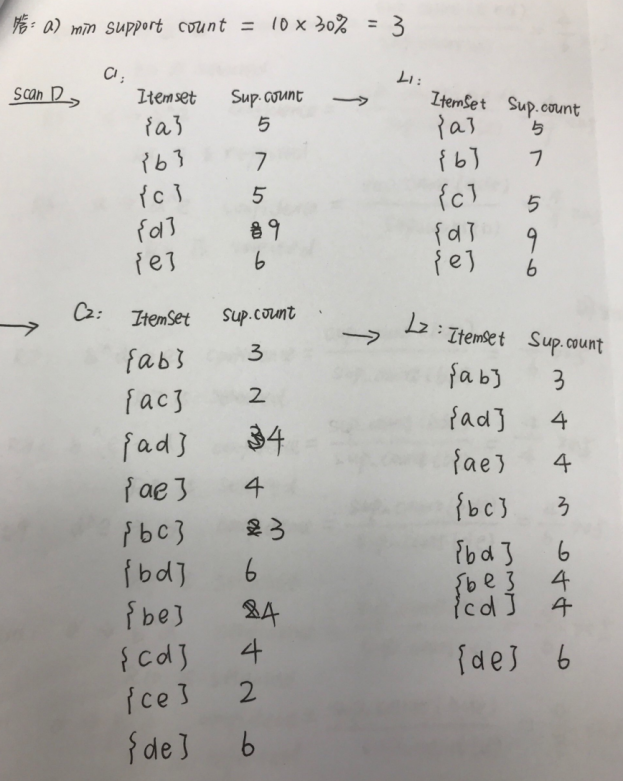 答: a) min support count = 10 × 30% = 3
Scan D →
C1:
Itemset Sup.count →
{a} 5
{b} 7
{c} 5
{d} 9
{e} 6
L1:
Itemset Sup.count
{a} 5
{b} 7
{c} 5
{d} 9
{e} 6
→ C2:
ItemSet Sup.count →
{ab} 3
{ac} 2
{ad} 4
{ae} 4
{bc} 3
{bd} 6
{be} 4
{cd} 4
{ce} 2
{de} 6
L2: ItemSet Sup.count
{ab} 3
{ad} 4
{ae} 4
{bc} 3
{bd} 6
{be} 4
{cd} 4
{de} 6